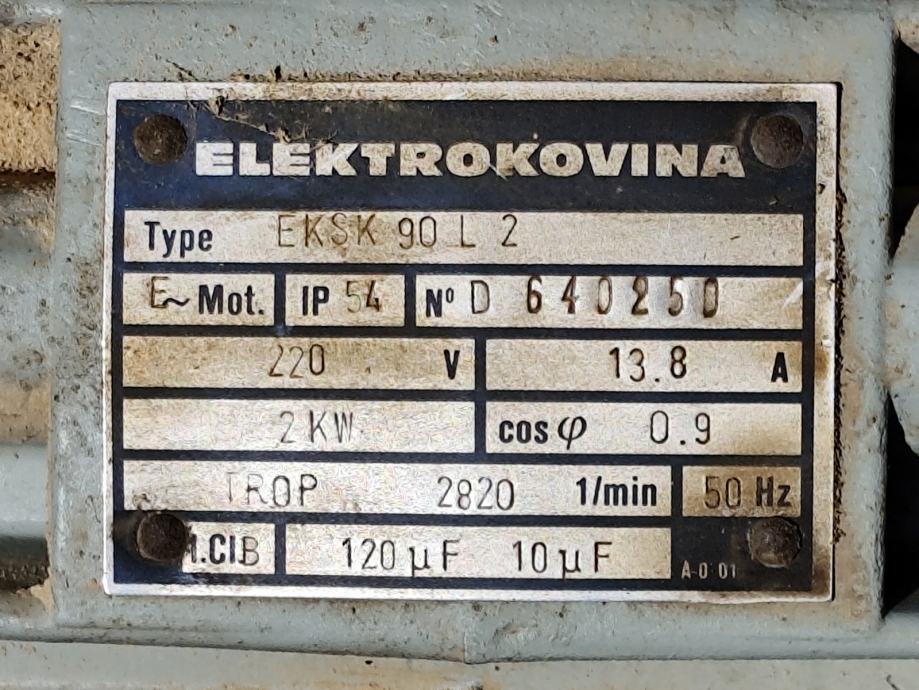 ELEKTROKOVINA
Type EKSK 90 L 2
E~ Mot. IP 54 Nº D 640250
220 V 13.8 A
2 KW cos φ 0.9
TROP 2820 1/min 50 Hz
I.CIB 120 µF 10 µF
A-0 01